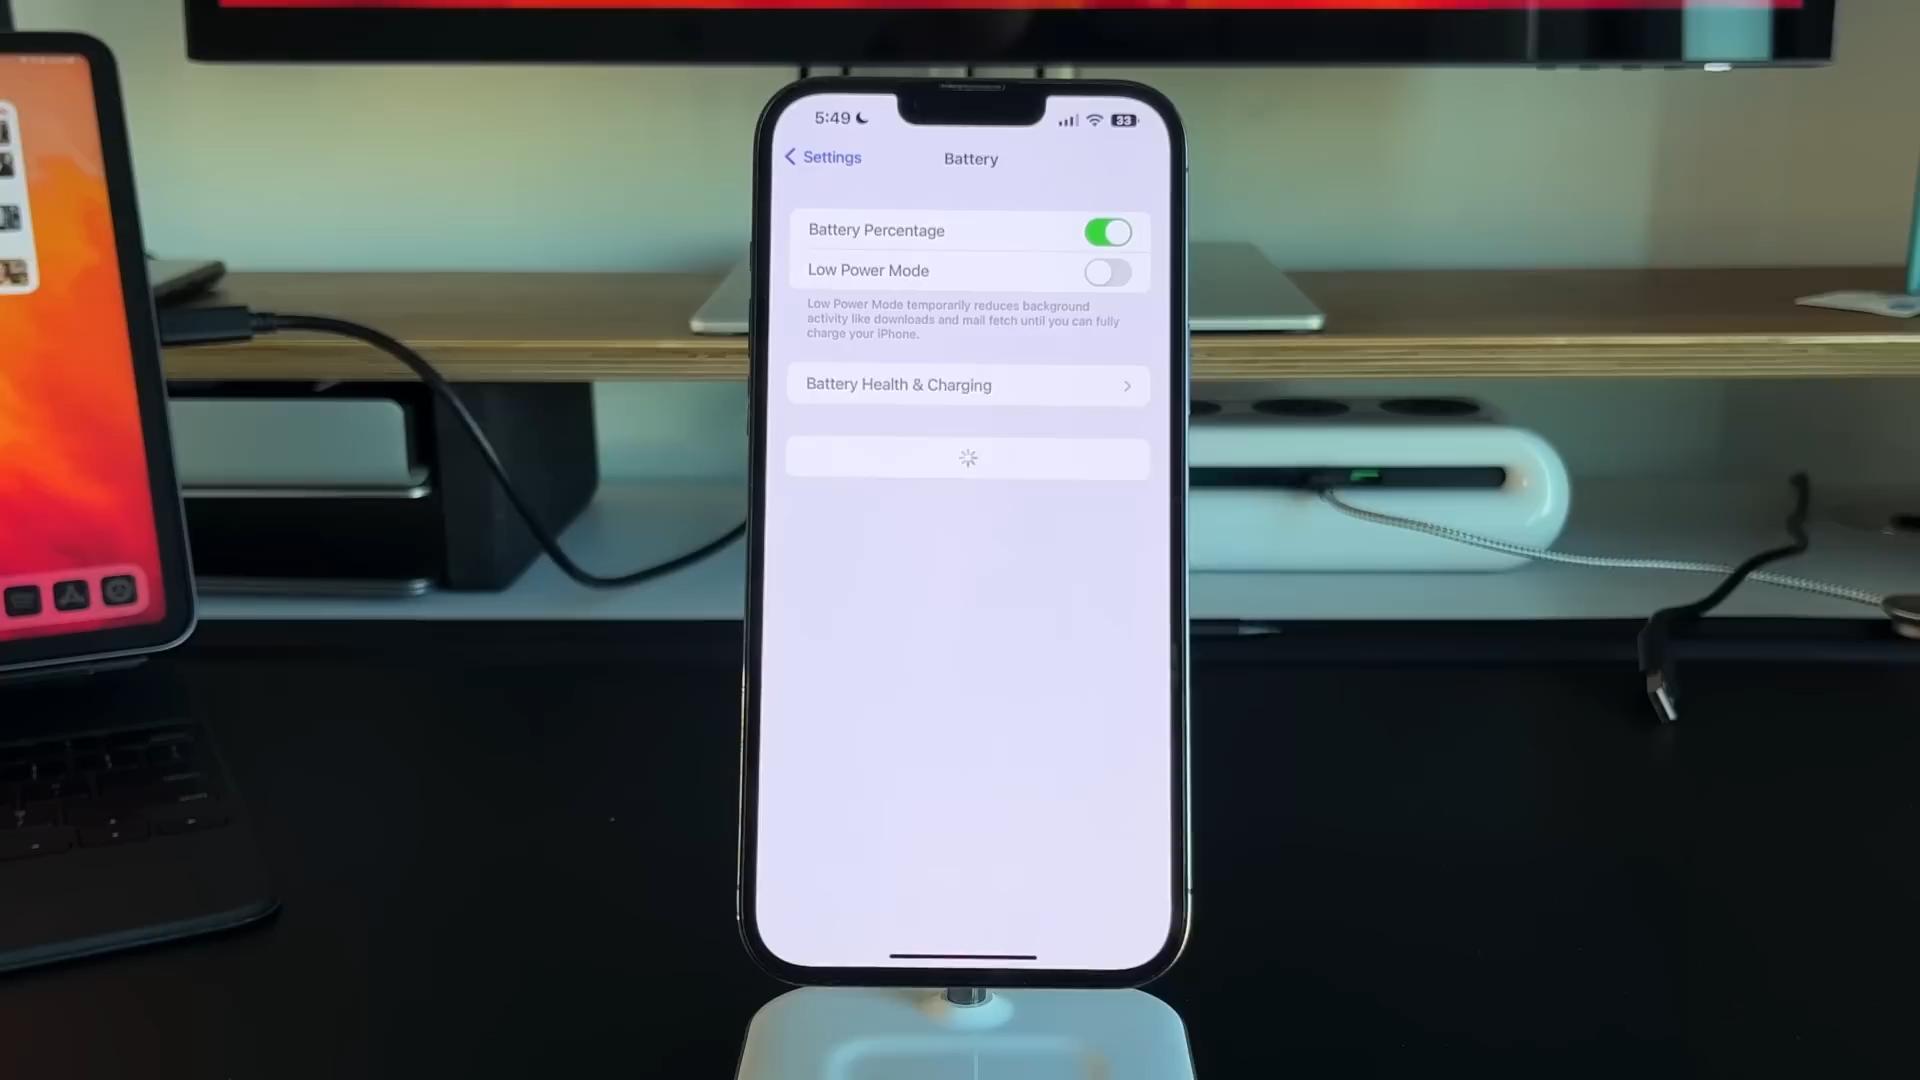 5:49
33
Settings
Battery
Battery Percentage
Low Power Mode
Low Power Mode temporarily reduces background
activity like downloads and mail fetch until you can fully
charge your iPhone.
Battery Health & Charging